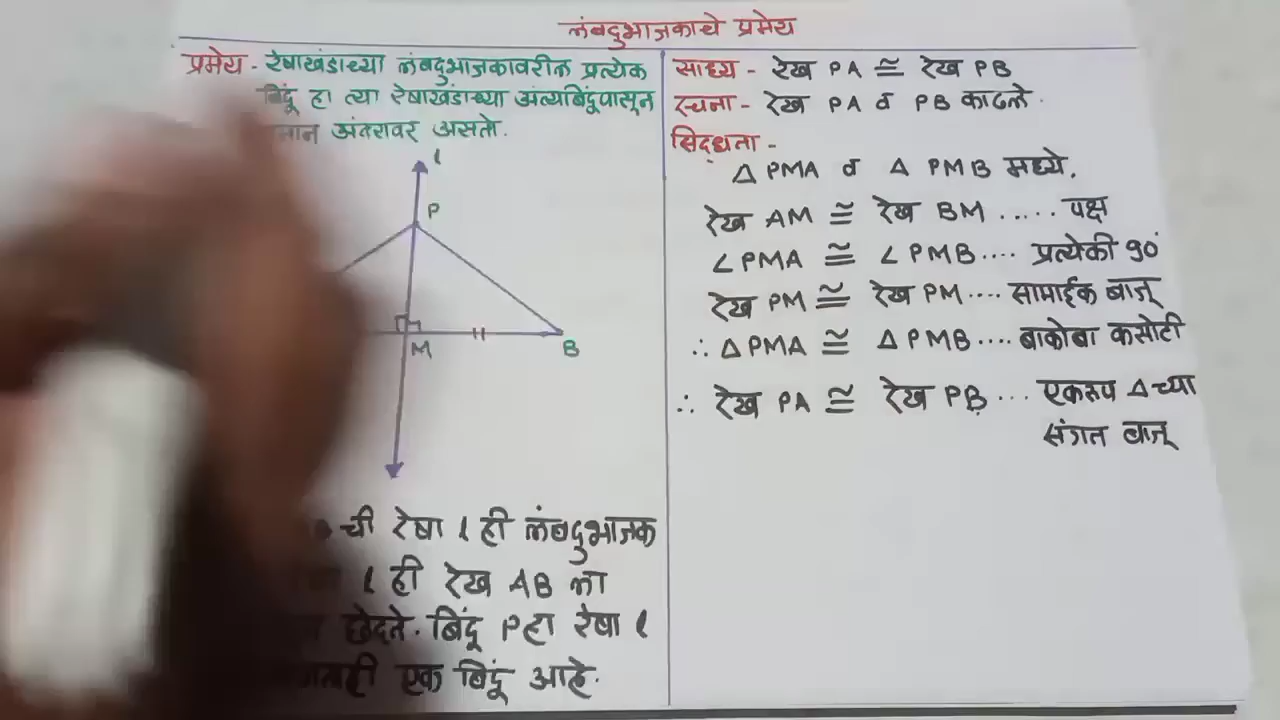 लंबदुभाजकाचे प्रमेय
प्रमेय - रेषाखंडाच्या लंबदुभाजकावरील प्रत्येक
बिंदू हा त्या रेषाखंडाच्या अंत्यबिंदूपासून
अंतरावर असतो.
l
P
M
B
ची रेषा l ही लंबदुभाजक
l ही रेख AB ला
छेदते. बिंदू P हा रेषा l
एक बिंदू आहे.
साध्य - रेख PA ≅ रेख PB
रचना - रेख PA व PB काढले.
सिद्धता -
Δ PMA व Δ PMB मध्ये.
रेख AM ≅ रेख BM ..... पक्ष
∠PMA ≅ ∠PMB .... प्रत्येकी 90°
रेख PM ≅ रेख PM .... सामाईक बाजू
∴ ΔPMA ≅ ΔPMB .... बाकोबा कसोटी
∴ रेख PA ≅ रेख PB ... एकरूप Δ च्या
संगत बाजू